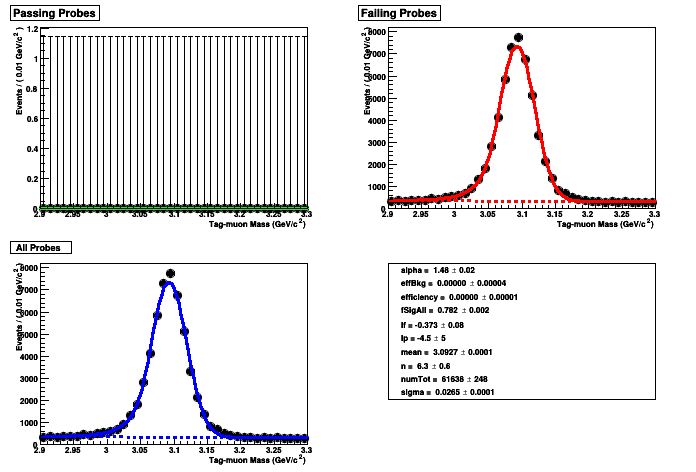 Passing Probes
Events / ( 0.01 GeV/c² )
1.2
1
0.8
0.6
0.4
0.2
0
2.9 2.95 3 3.05 3.1 3.15 3.2 3.25 3.3
Tag-muon Mass (GeV/c²)
Failing Probes
Events / ( 0.01 GeV/c² )
8000
7000
6000
5000
4000
3000
2000
1000
0
2.9 2.95 3 3.05 3.1 3.15 3.2 3.25 3.3
Tag-muon Mass (GeV/c²)
All Probes
Events / ( 0.01 GeV/c² )
8000
7000
6000
5000
4000
3000
2000
1000
0
2.9 2.95 3 3.05 3.1 3.15 3.2 3.25 3.3
Tag-muon Mass (GeV/c²)
alpha = 1.48 ± 0.02
effBkg = 0.00000 ± 0.00004
efficiency = 0.00000 ± 0.00001
fSigAll = 0.782 ± 0.002
lf = -0.373 ± 0.08
lp = -4.5 ± 5
mean = 3.0927 ± 0.0001
n = 6.3 ± 0.6
numTot = 61638 ± 248
sigma = 0.0265 ± 0.0001